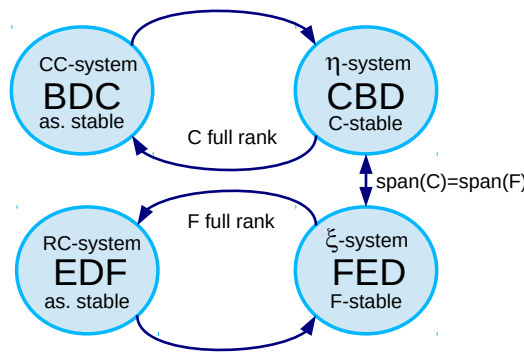 CC-system
BDC
as. stable
η-system
CBD
C-stable
C full rank
span(C)=span(F)
F full rank
RC-system
EDF
as. stable
ξ-system
FED
F-stable